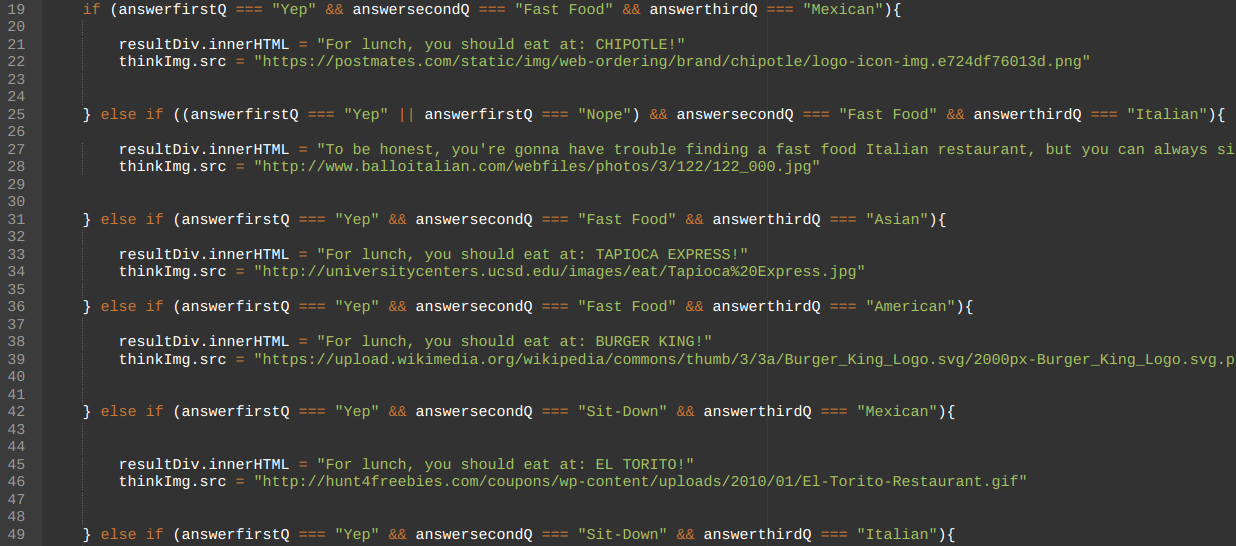 19 if (answerfirstQ === "Yep" && answersecondQ === "Fast Food" && answerthirdQ === "Mexican"){
20
21 resultDiv.innerHTML = "For lunch, you should eat at: CHIPOTLE!"
22 thinkImg.src = "https://postmates.com/static/img/web-ordering/brand/chipotle/logo-icon-img.e724df76013d.png"
23
24
25 } else if ((answerfirstQ === "Yep" || answerfirstQ === "Nope") && answersecondQ === "Fast Food" && answerthirdQ === "Italian"){
26
27 resultDiv.innerHTML = "To be honest, you're gonna have trouble finding a fast food Italian restaurant, but you can always si
28 thinkImg.src = "http://www.balloitalian.com/webfiles/photos/3/122/122_000.jpg"
29
30
31 } else if (answerfirstQ === "Yep" && answersecondQ === "Fast Food" && answerthirdQ === "Asian"){
32
33 resultDiv.innerHTML = "For lunch, you should eat at: TAPIOCA EXPRESS!"
34 thinkImg.src = "http://universitycenters.ucsd.edu/images/eat/Tapioca%20Express.jpg"
35
36 } else if (answerfirstQ === "Yep" && answersecondQ === "Fast Food" && answerthirdQ === "American"){
37
38 resultDiv.innerHTML = "For lunch, you should eat at: BURGER KING!"
39 thinkImg.src = "https://upload.wikimedia.org/wikipedia/commons/thumb/3/3a/Burger_King_Logo.svg/2000px-Burger_King_Logo.svg.p
40
41
42 } else if (answerfirstQ === "Yep" && answersecondQ === "Sit-Down" && answerthirdQ === "Mexican"){
43
44
45 resultDiv.innerHTML = "For lunch, you should eat at: EL TORITO!"
46 thinkImg.src = "http://hunt4freebies.com/coupons/wp-content/uploads/2010/01/El-Torito-Restaurant.gif"
47
48
49 } else if (answerfirstQ === "Yep" && answersecondQ === "Sit-Down" && answerthirdQ === "Italian"){